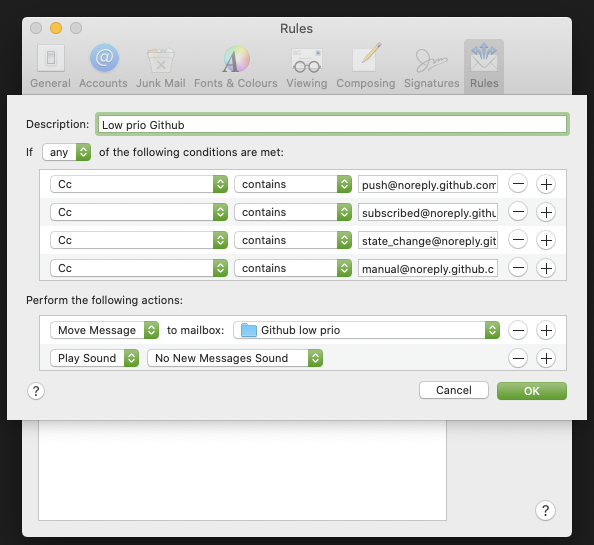 Rules
General Accounts Junk Mail Fonts & Colours Viewing Composing Signatures Rules
Description: Low prio Github
If any of the following conditions are met:
Cc contains push@noreply.github.com
Cc contains subscribed@noreply.githu
Cc contains state_change@noreply.git
Cc contains manual@noreply.github.c
Perform the following actions:
Move Message to mailbox: Github low prio
Play Sound No New Messages Sound
? Cancel OK
?